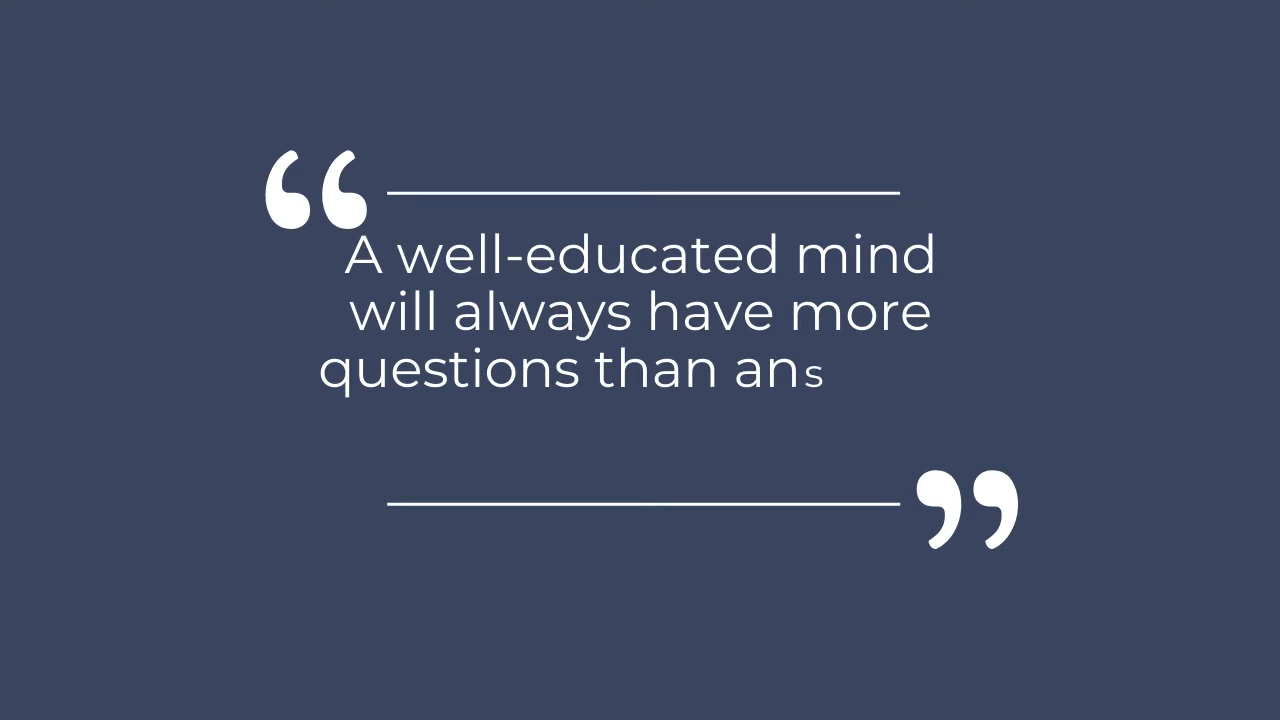 “
A well-educated mind
will always have more
questions than ans
”